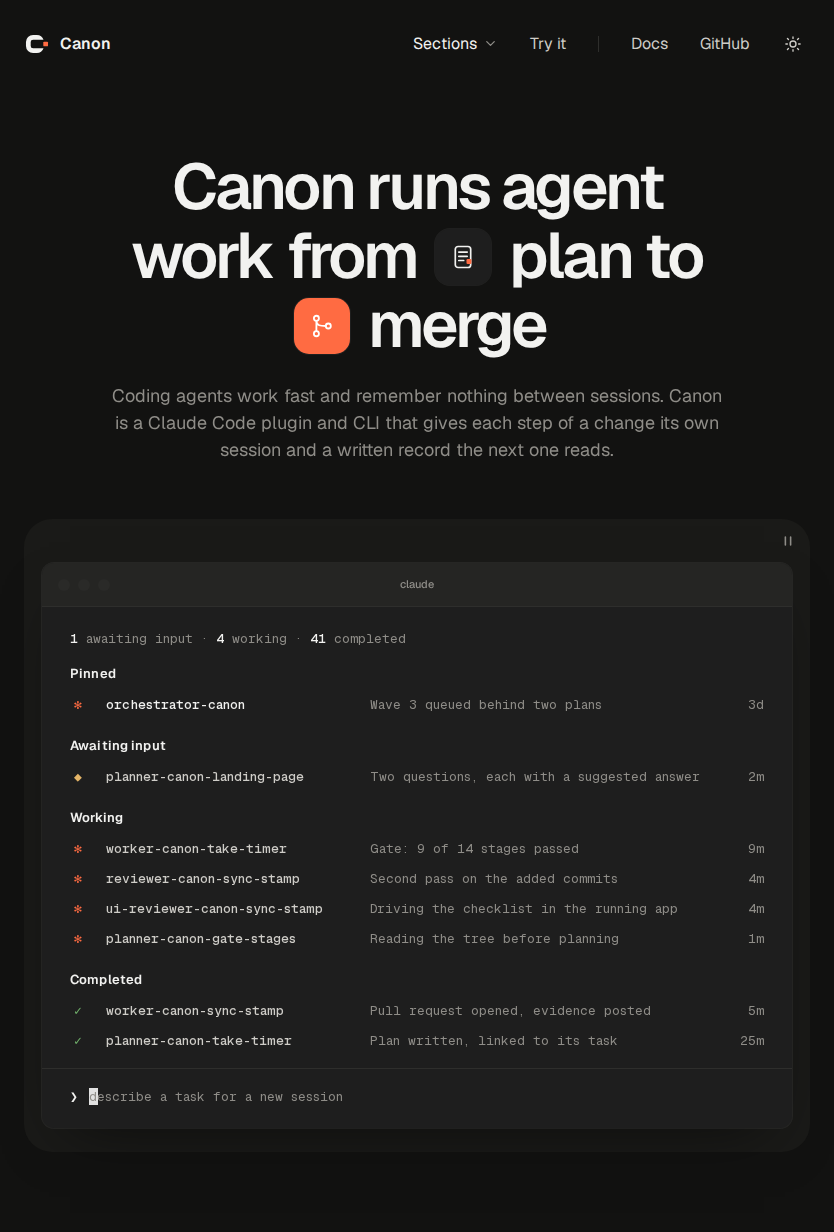 Canon
Sections Try it Docs GitHub
Canon runs agent
work from plan to
merge
Coding agents work fast and remember nothing between sessions. Canon
is a Claude Code plugin and CLI that gives each step of a change its own
session and a written record the next one reads.
claude
1 awaiting input · 4 working · 41 completed
Pinned
✻ orchestrator-canon Wave 3 queued behind two plans 3d
Awaiting input
◆ planner-canon-landing-page Two questions, each with a suggested answer 2m
Working
✻ worker-canon-take-timer Gate: 9 of 14 stages passed 9m
✻ reviewer-canon-sync-stamp Second pass on the added commits 4m
✻ ui-reviewer-canon-sync-stamp Driving the checklist in the running app 4m
✻ planner-canon-gate-stages Reading the tree before planning 1m
Completed
✓ worker-canon-sync-stamp Pull request opened, evidence posted 5m
✓ planner-canon-take-timer Plan written, linked to its task 25m
❯ describe a task for a new session